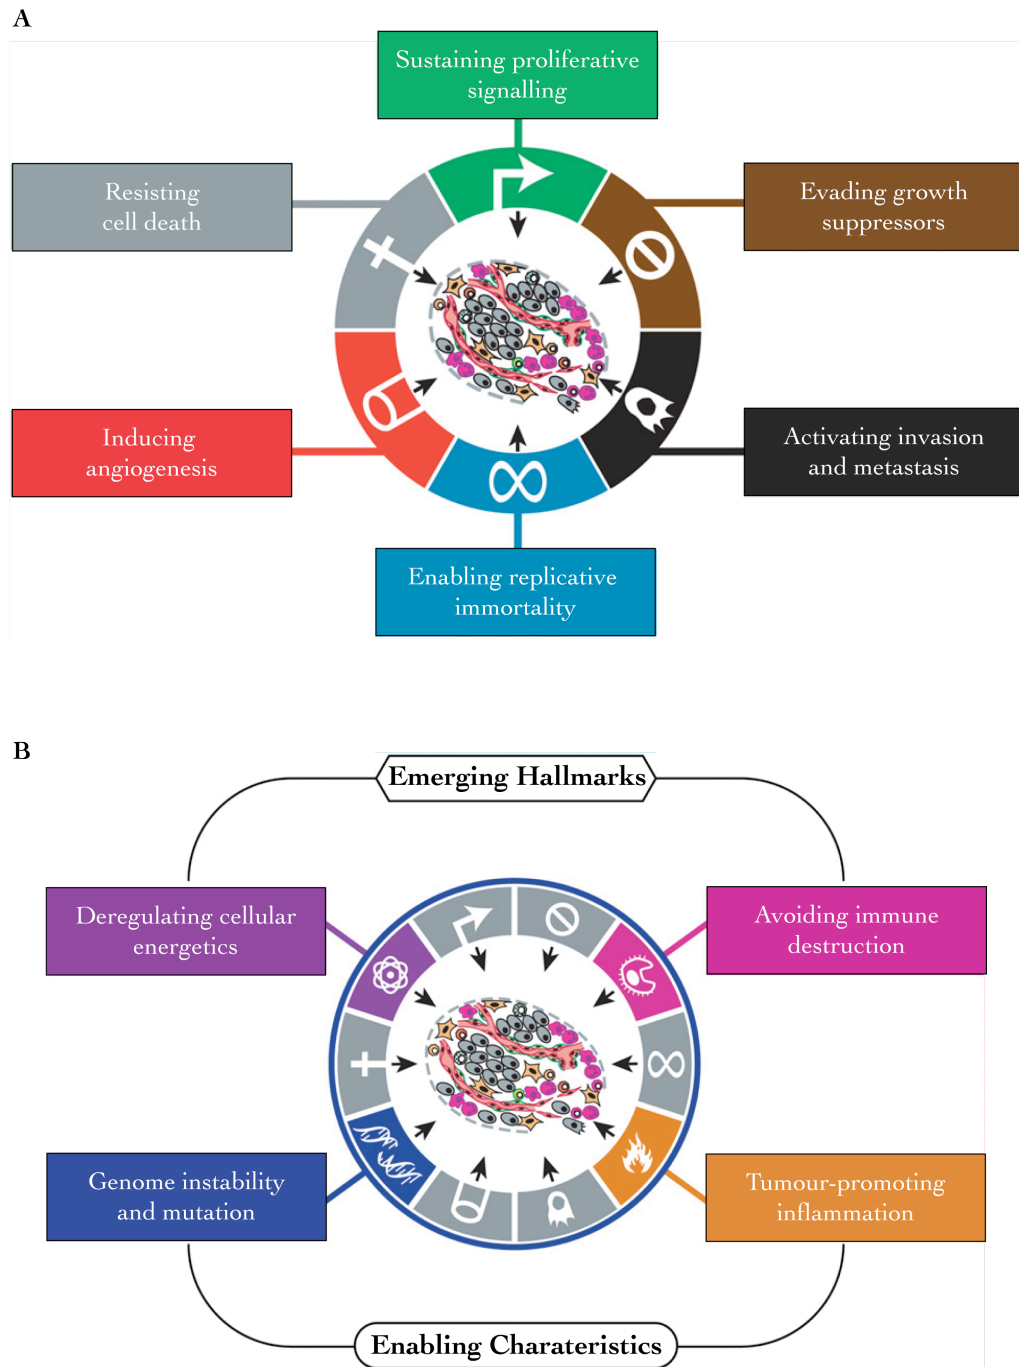 A
Sustaining proliferative
signalling
Resisting
cell death
Evading growth
suppressors
Inducing
angiogenesis
Activating invasion
and metastasis
Enabling replicative
immortality
B
Emerging Hallmarks
Deregulating cellular
energetics
Avoiding immune
destruction
Genome instability
and mutation
Tumour-promoting
inflammation
Enabling Charateristics